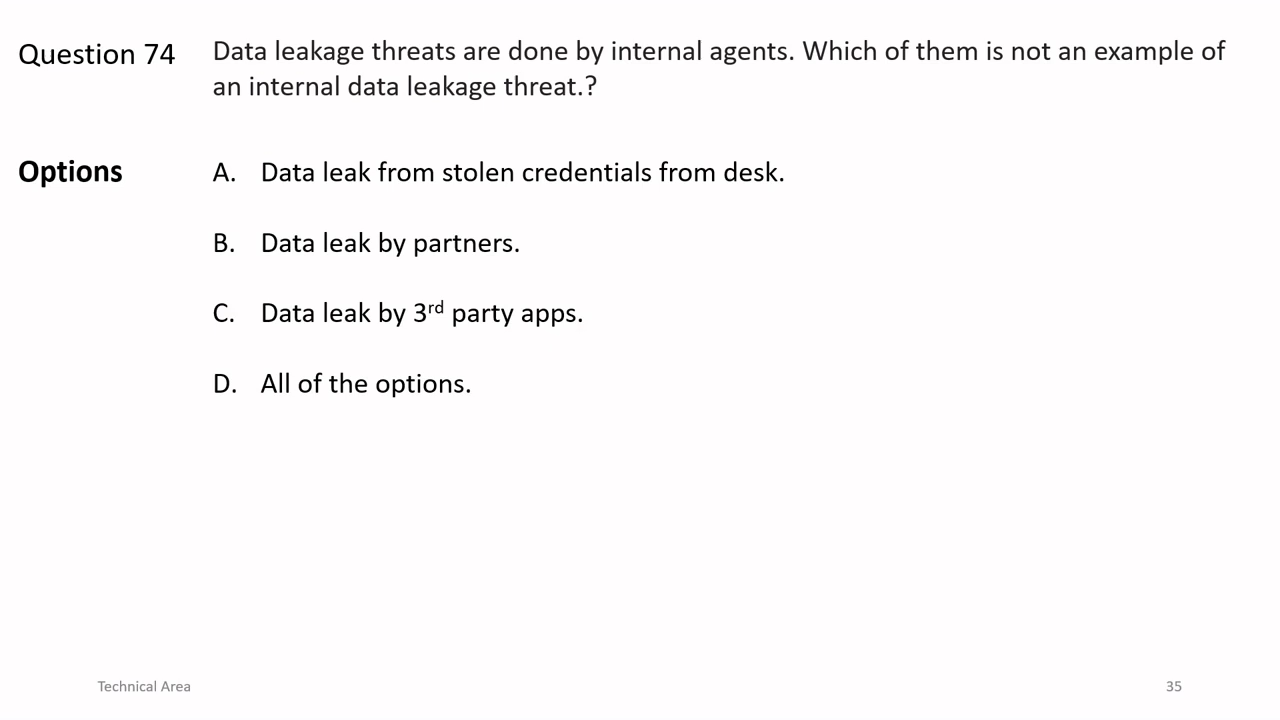 Question 74
Data leakage threats are done by internal agents. Which of them is not an example of
an internal data leakage threat.?
Options
A. Data leak from stolen credentials from desk.
B. Data leak by partners.
C. Data leak by 3rd party apps.
D. All of the options.
Technical Area
35